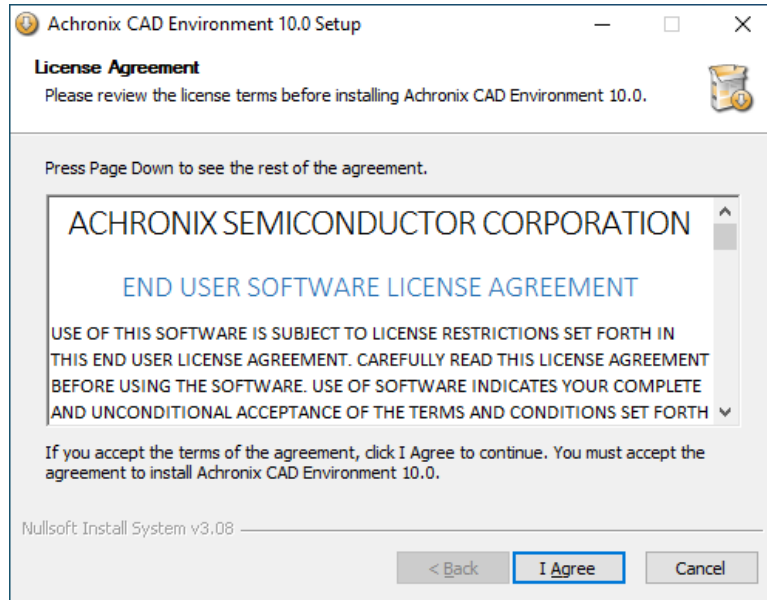 Achronix CAD Environment 10.0 Setup
License Agreement
Please review the license terms before installing Achronix CAD Environment 10.0.
Press Page Down to see the rest of the agreement.
ACHRONIX SEMICONDUCTOR CORPORATION
END USER SOFTWARE LICENSE AGREEMENT
USE OF THIS SOFTWARE IS SUBJECT TO LICENSE RESTRICTIONS SET FORTH IN
THIS END USER LICENSE AGREEMENT. CAREFULLY READ THIS LICENSE AGREEMENT
BEFORE USING THE SOFTWARE. USE OF SOFTWARE INDICATES YOUR COMPLETE
AND UNCONDITIONAL ACCEPTANCE OF THE TERMS AND CONDITIONS SET FORTH
If you accept the terms of the agreement, click I Agree to continue. You must accept the
agreement to install Achronix CAD Environment 10.0.
Nullsoft Install System v3.08
< Back I Agree Cancel